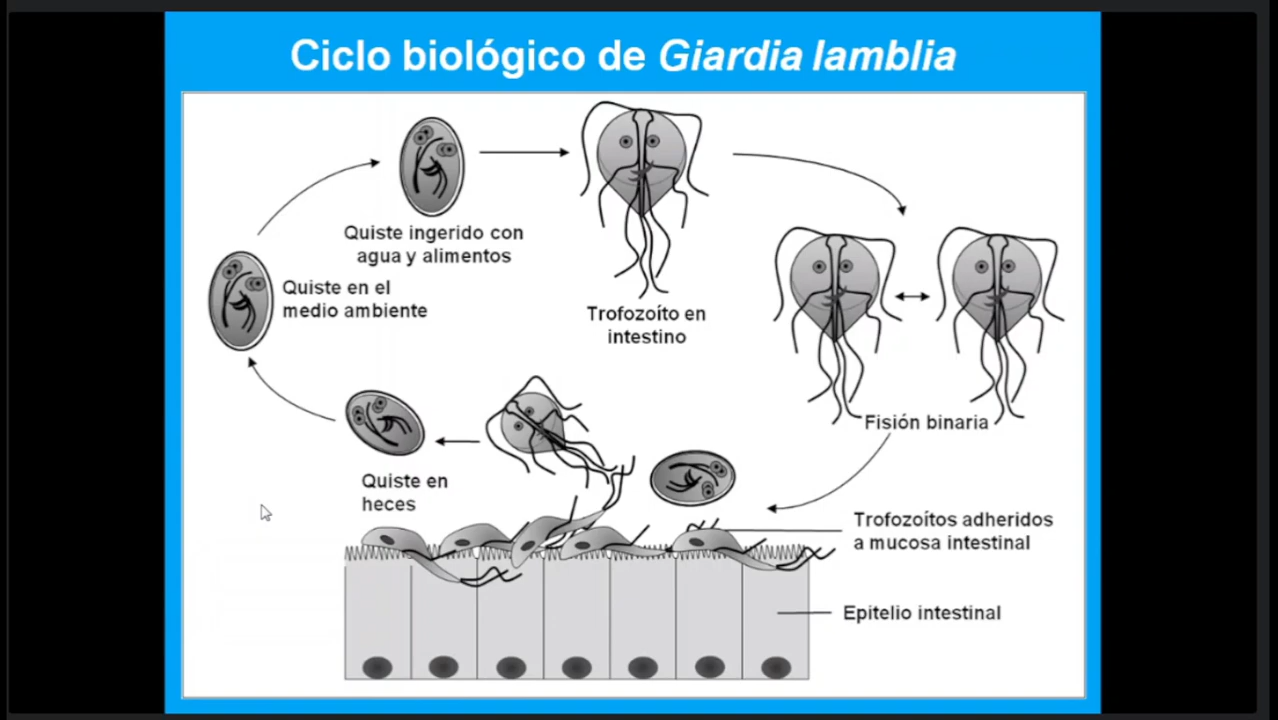 Ciclo biológico de Giardia lamblia
Quiste ingerido con
agua y alimentos
Quiste en el
medio ambiente
Trofozoíto en
intestino
Fisión binaria
Quiste en
heces
Trofozoítos adheridos
a mucosa intestinal
Epitelio intestinal